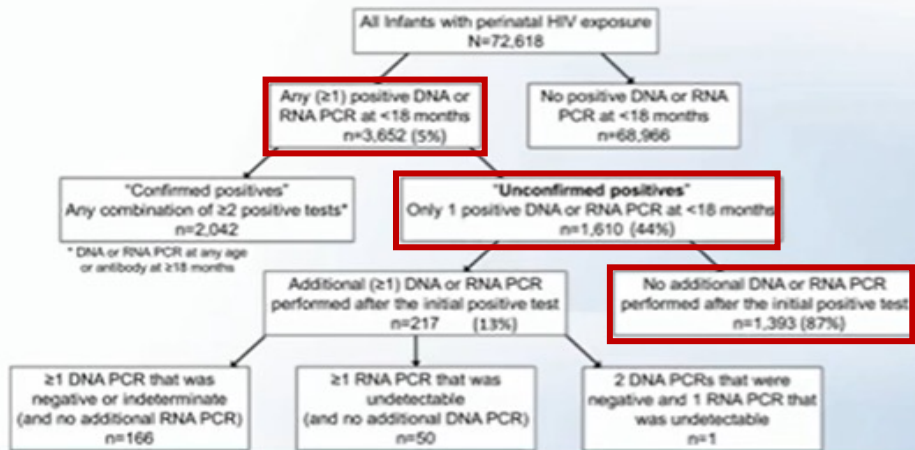 All Infants with perinatal HIV exposure
N=72,618
Any (≥1) positive DNA or
RNA PCR at <18 months
n=3,652 (5%)
No positive DNA or RNA
PCR at <18 months
n=68,966
"Confirmed positives"
Any combination of ≥2 positive tests*
n=2,042
"Unconfirmed positives"
Only 1 positive DNA or RNA PCR at <18 months
n=1,610 (44%)
* DNA or RNA PCR at any age
or antibody at ≥18 months
Additional (≥1) DNA or RNA PCR
performed after the initial positive test
n=217 (13%)
No additional DNA or RNA PCR
performed after the initial positive test
n=1,393 (87%)
≥1 DNA PCR that was
negative or indeterminate
(and no additional RNA PCR)
n=166
≥1 RNA PCR that was
undetectable
(and no additional DNA PCR)
n=50
2 DNA PCRs that were
negative and 1 RNA PCR that
was undetectable
n=1